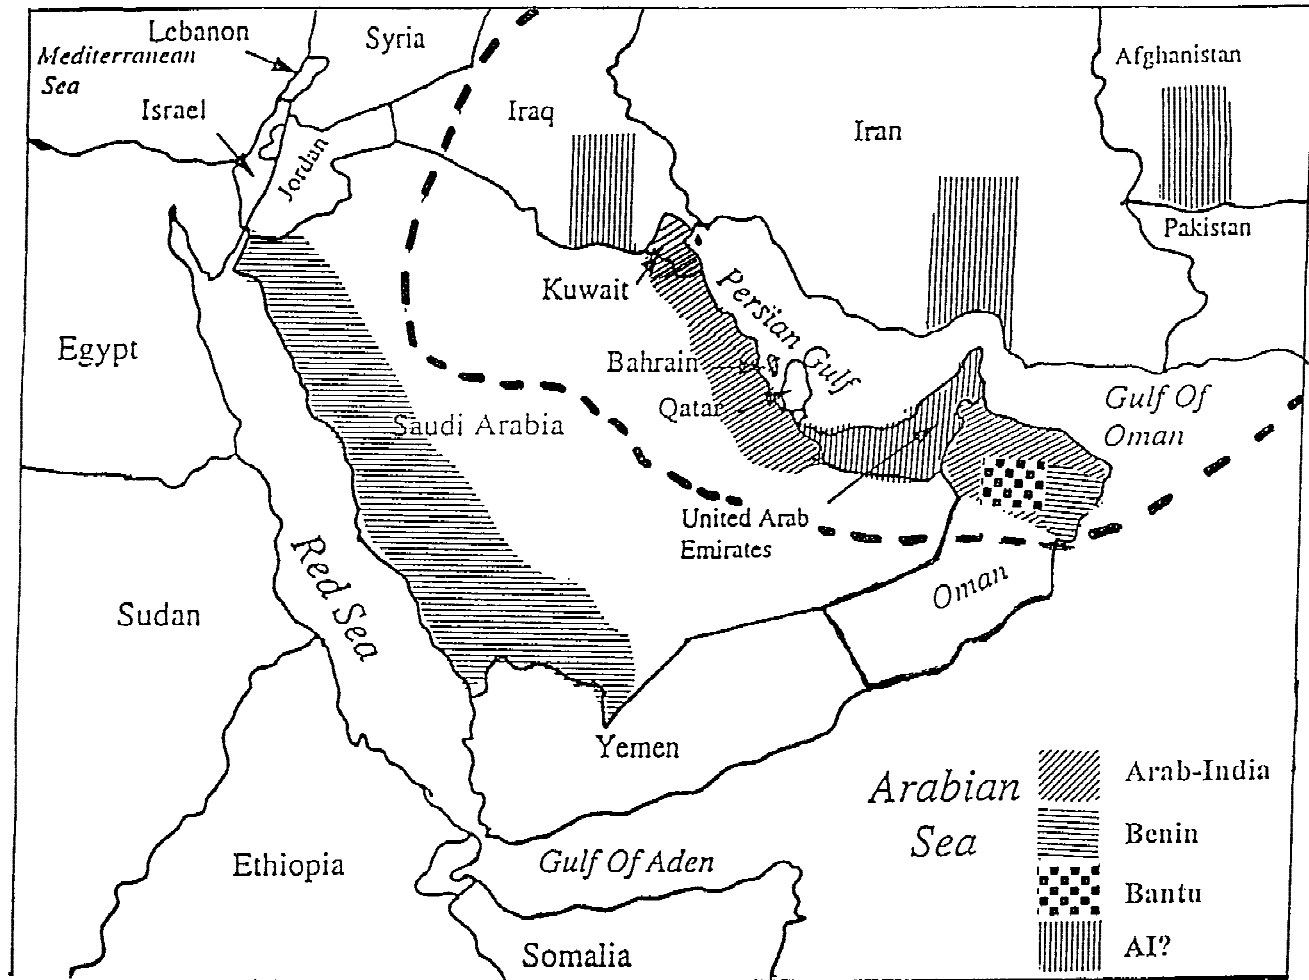 Lebanon
Syria
Mediterranean
Sea
Afghanistan
Israel
Iraq
Iran
Jordan
Pakistan
Kuwait
Persian Gulf
Egypt
Bahrain
Qatar
Gulf Of
Oman
Saudi Arabia
United Arab
Emirates
Red Sea
Oman
Sudan
Yemen
Arabian
Sea
Arab-India
Benin
Bantu
AI?
Ethiopia
Gulf Of Aden
Somalia